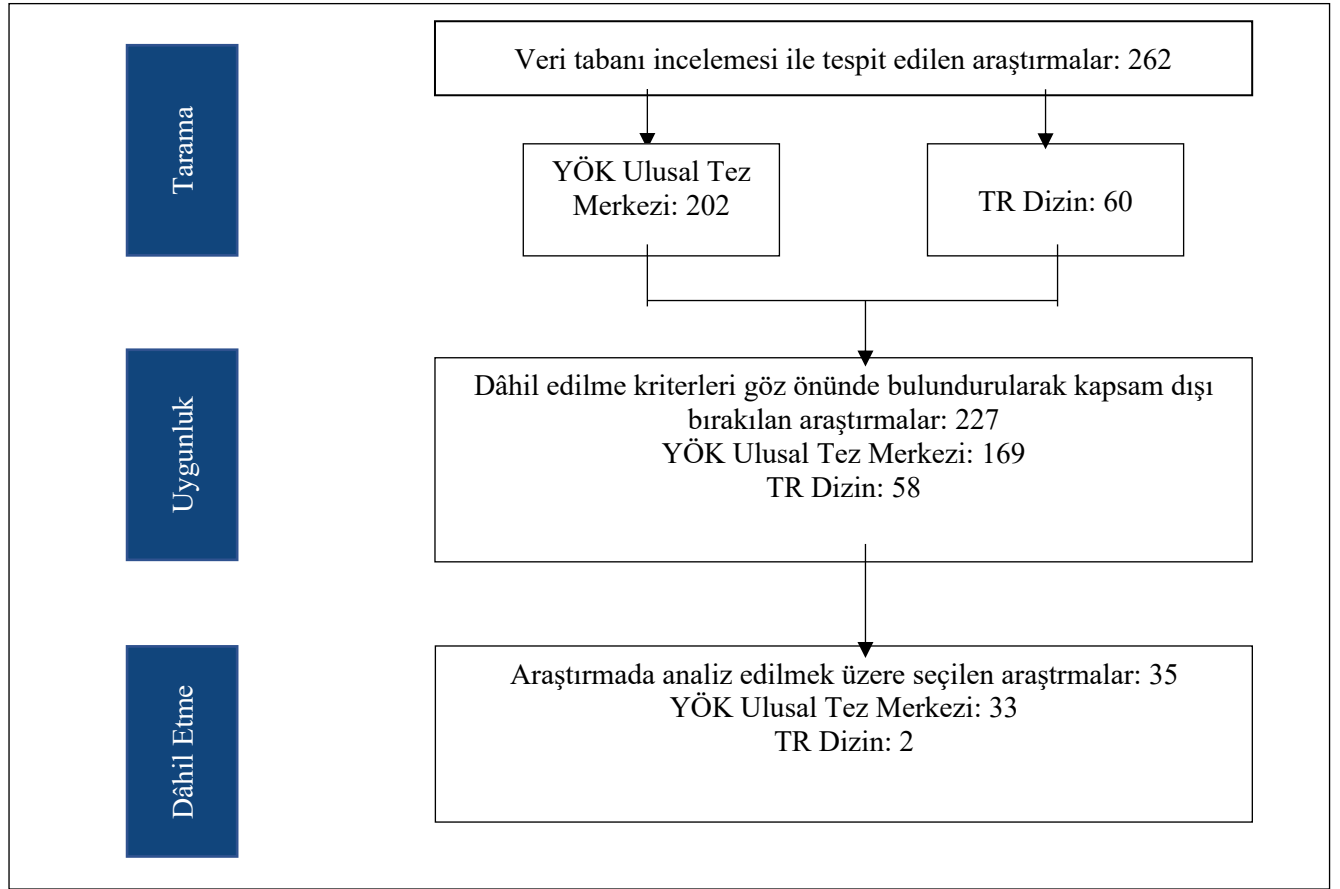 Tarama
Veri tabanı incelemesi ile tespit edilen araştırmalar: 262
YÖK Ulusal Tez
Merkezi: 202
TR Dizin: 60
Uygunluk
Dâhil edilme kriterleri göz önünde bulundurularak kapsam dışı
bırakılan araştırmalar: 227
YÖK Ulusal Tez Merkezi: 169
TR Dizin: 58
Dâhil Etme
Araştırmada analiz edilmek üzere seçilen araştrmalar: 35
YÖK Ulusal Tez Merkezi: 33
TR Dizin: 2